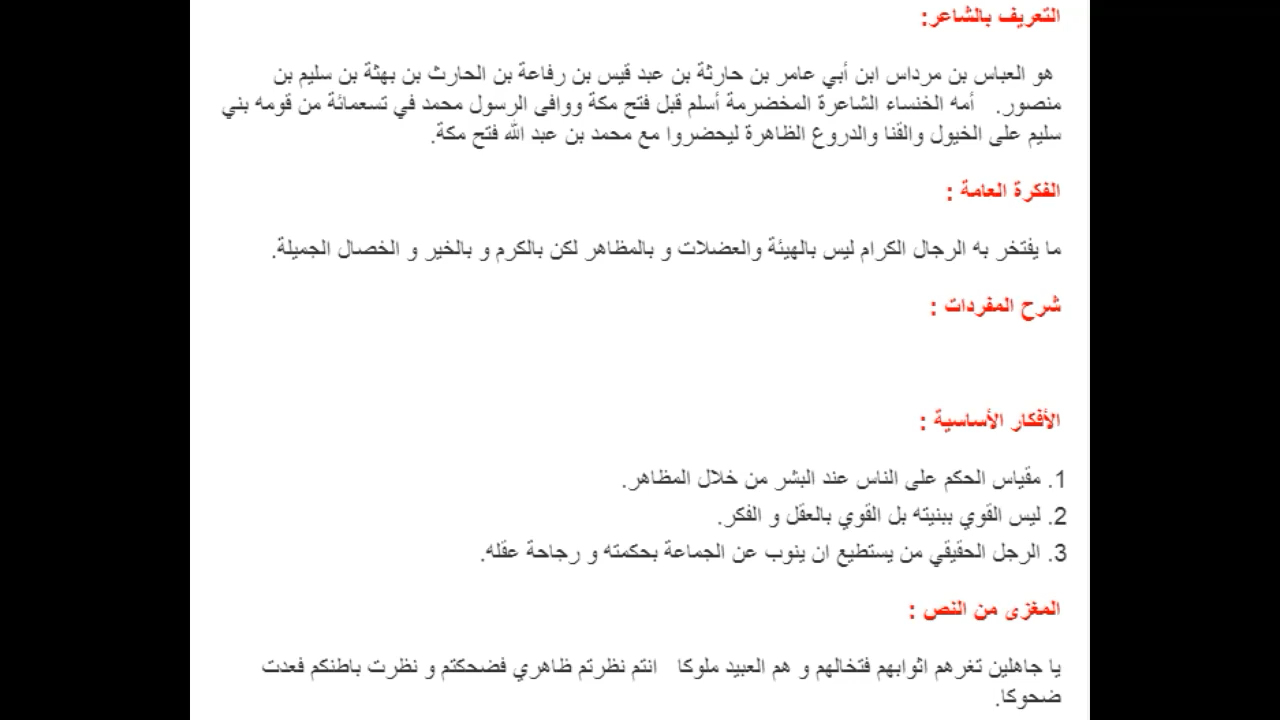 التعريف بالشاعر:
هو العباس بن مرداس ابن أبي عامر بن حارثة بن عبد قيس بن رفاعة بن الحارث بن بهثة بن سليم بن
منصور. أمه الخنساء الشاعرة المخضرمة أسلم قبل فتح مكة ووافى الرسول محمد في تسعمائة من قومه بني
سليم على الخيول والقنا والدروع الظاهرة ليحضروا مع محمد بن عبد الله فتح مكة.
الفكرة العامة :
ما يفتخر به الرجال الكرام ليس بالهيئة والعضلات و بالمظاهر لكن بالكرم و بالخير و الخصال الجميلة.
شرح المفردات :
الأفكار الأساسية :
1. مقياس الحكم على الناس عند البشر من خلال المظاهر.
2. ليس القوي ببنيته بل القوي بالعقل و الفكر.
3. الرجل الحقيقي من يستطيع ان ينوب عن الجماعة بحكمته و رجاحة عقله.
المغزى من النص :
يا جاهلين تغرهم اثوابهم فتخالهم و هم العبيد ملوكا انتم نظرتم ظاهري فضحكتم و نظرت باطنكم فعدت
ضحوكا.